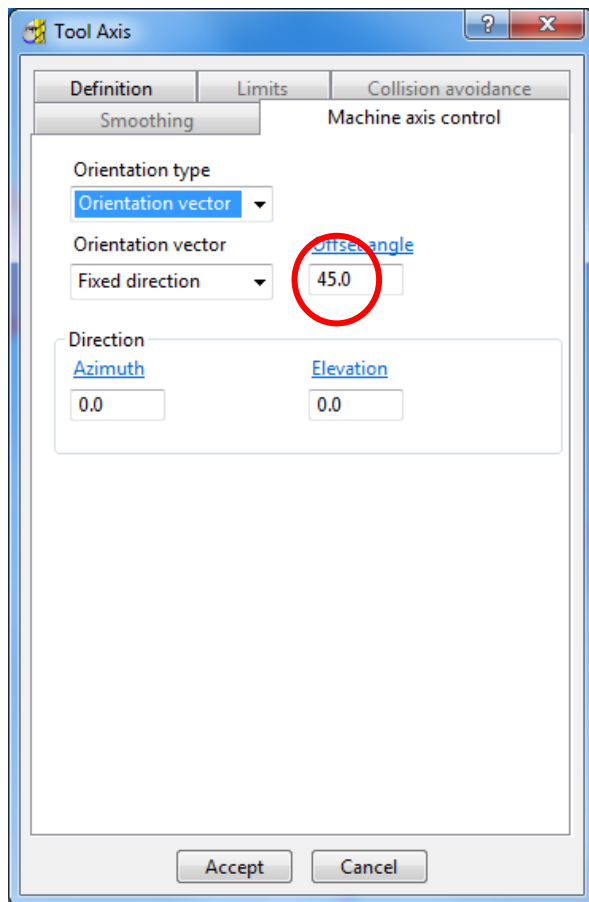 Tool Axis
? X
Definition Limits Collision avoidance
Smoothing Machine axis control
Orientation type
Orientation vector
Orientation vector Offset angle
Fixed direction 45.0
Direction
Azimuth Elevation
0.0 0.0
Accept Cancel